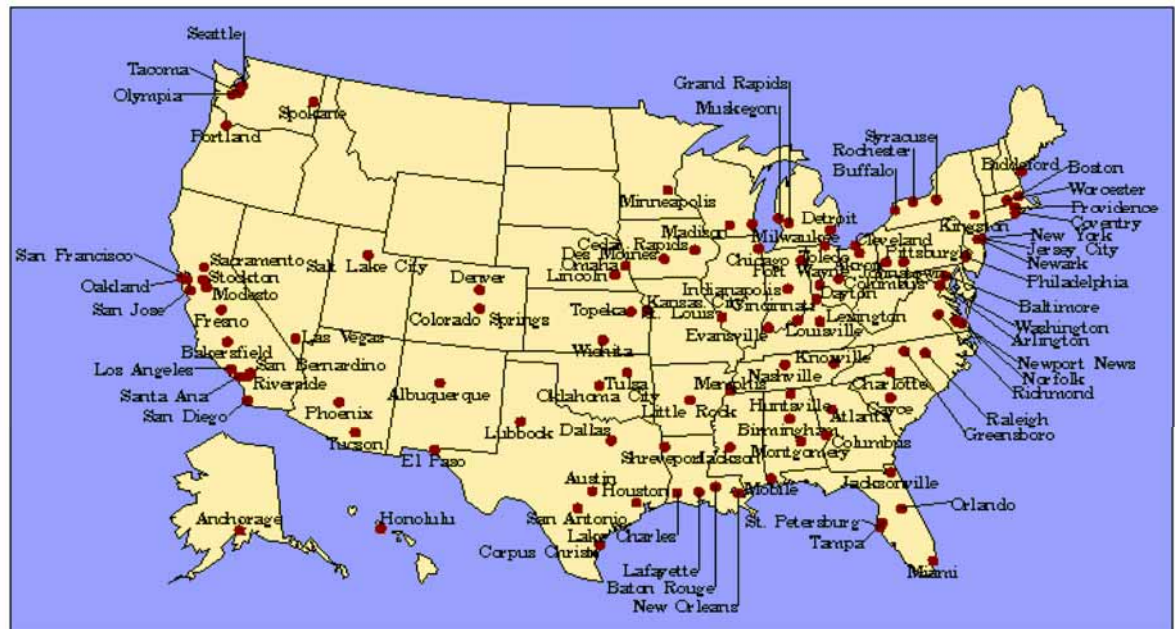 Seattle
Tacoma
Olympia
Spokane
Portland
Grand Rapids
Muskegon
Syracuse
Rochester
Buffalo
Biddeford
Boston
Worcester
Providence
Coventry
Kingston
New York
Jersey City
Newark
Philadelphia
Baltimore
Washington
Arlington
Newport News
Norfolk
Richmond
Raleigh
Greensboro
Minneapolis
Madison
Milwaukee
Detroit
Cleveland
Pittsburg
Johnstown
Akron
Toledo
Chicago
Fort Wayne
Columbus
Cedar Rapids
Des Moines
Omaha
Lincoln
Indianapolis
Dayton
Cincinnati
Lexington
Louisville
Evansville
St. Louis
Kansas City
Topeka
Wichita
San Francisco
Sacramento
Oakland
Stockton
San Jose
Modesto
Fresno
Bakersfield
Las Vegas
Los Angeles
San Bernardino
Riverside
Santa Ana
San Diego
Salt Lake City
Denver
Colorado Springs
Albuquerque
Phoenix
Tucson
El Paso
Lubbock
Oklahoma City
Tulsa
Little Rock
Memphis
Nashville
Knoxville
Charlotte
Cayce
Huntsville
Atlanta
Birmingham
Columbus
Montgomery
Dallas
Shreveport
Jackson
Austin
Houston
San Antonio
Mobile
Jacksonville
Orlando
St. Petersburg
Tampa
Miami
Lake Charles
Corpus Christi
Lafayette
Baton Rouge
New Orleans
Anchorage
Honolulu